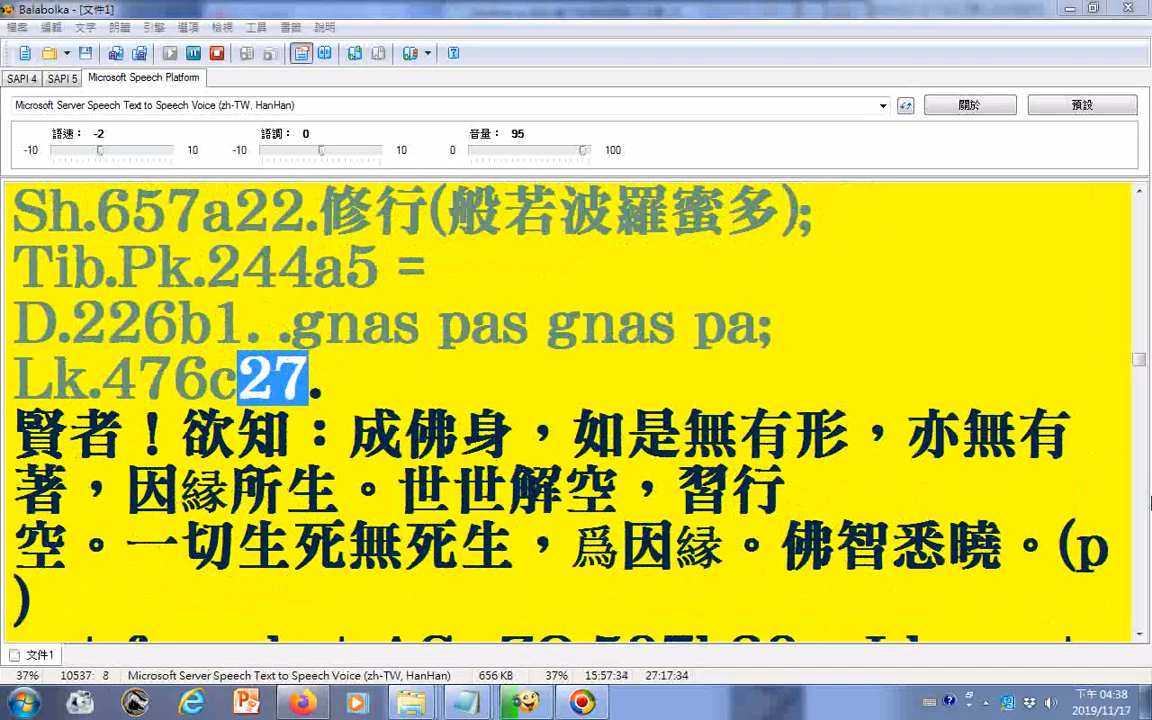 Balabolka - [文件1]
檔案 編輯 文字 朗讀 引擎 選項 檢視 工具 書籤 說明
SAPI 4 SAPI 5 Microsoft Speech Platform
Microsoft Server Speech Text to Speech Voice (zh-TW, HanHan) 關於 預設
語速： -2 語調： 0 音量： 95
-10 10 -10 10 0 100
Sh.657a22.修行(般若波羅蜜多);
Tib.Pk.244a5 =
D.226b1. .gnas pas gnas pa;
Lk.476c27.
賢者！欲知：成佛身，如是無有形，亦無有
著，因縁所生。世世解空，習行
空。一切生死無死生，爲因縁。佛智悉曉。(p
)
文件1
37% 10537: 8 Microsoft Server Speech Text to Speech Voice (zh-TW, HanHan) 656 KB 37% 15:57:34 27:17:34
下午 04:38
2019/11/17